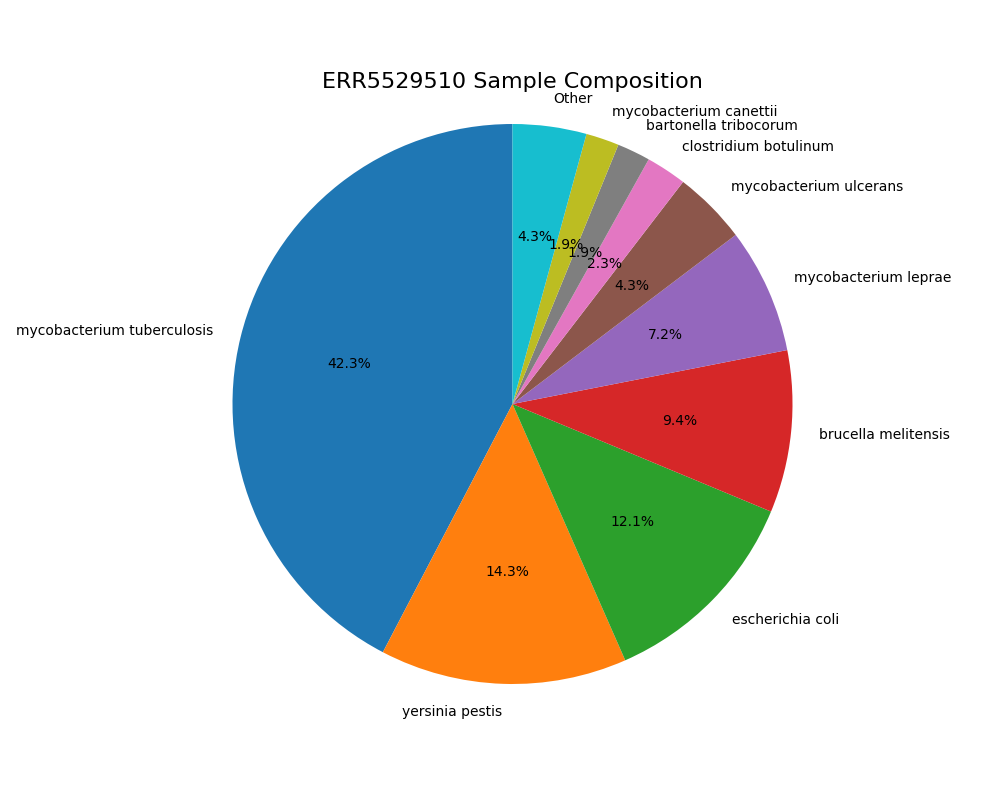 ERR5529510 Sample Composition
Other
mycobacterium canettii
bartonella tribocorum
clostridium botulinum
mycobacterium ulcerans
mycobacterium leprae
mycobacterium tuberculosis
brucella melitensis
escherichia coli
yersinia pestis
4.3%
1.9%
1.9%
2.3%
4.3%
7.2%
42.3%
9.4%
12.1%
14.3%